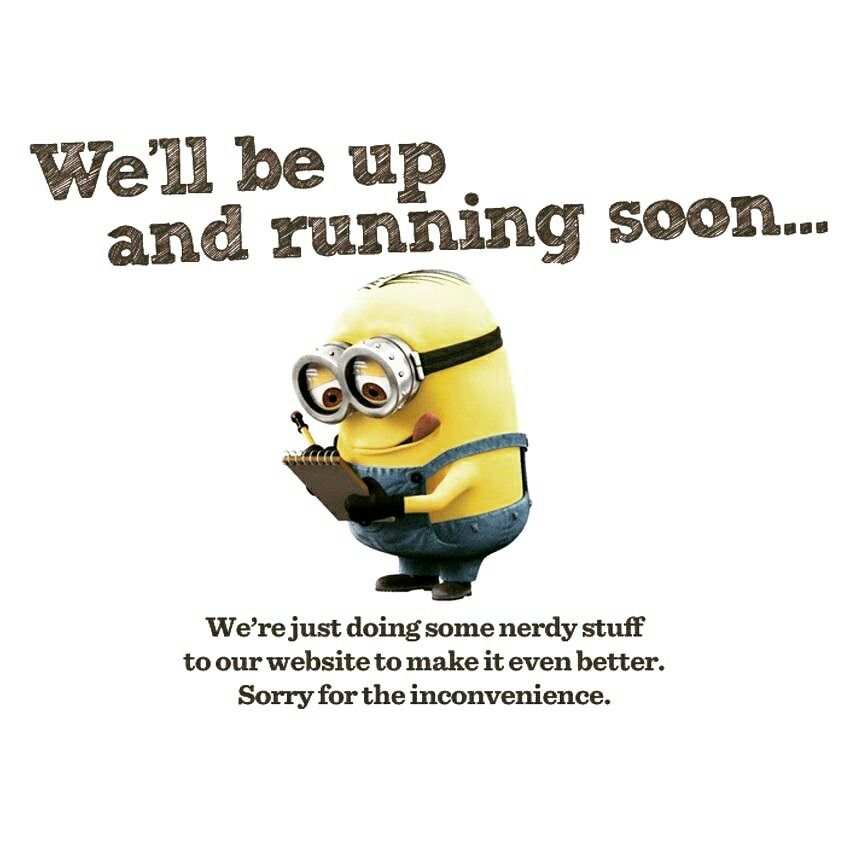 We'll be up
and running soon...
We're just doing some nerdy stuff
to our website to make it even better.
Sorry for the inconvenience.